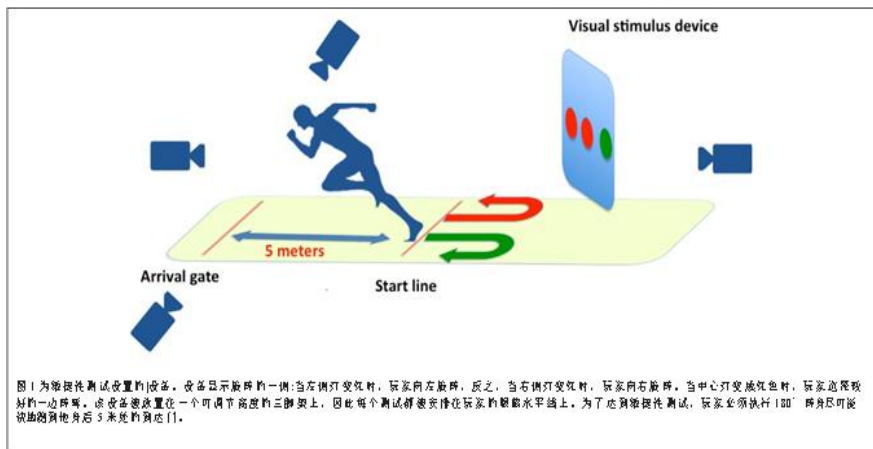 Visual stimulus device
5 meters
Arrival gate
Start line
图1为敏捷性测试设置的设备。设备显示旋转的一侧:当左侧灯变红时，玩家向左旋转，反之，当右侧灯变红时，玩家向右旋转。当中心灯变成红色时，玩家选择较
好的一边转弯。该设备被放置在一个可调节高度的三脚架上，因此每个测试都被安排在玩家的眼睛水平线上。为了达到敏捷性测试，玩家必须执行180°转身尽可能
快地跑到他身后5米处的到达门。